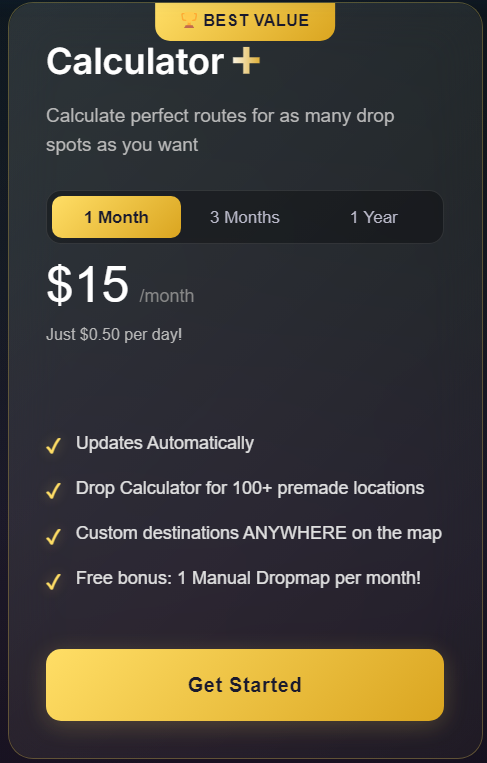 🏆 BEST VALUE
Calculator +
Calculate perfect routes for as many drop
spots as you want
1 Month 3 Months 1 Year
$15 /month
Just $0.50 per day!
✓ Updates Automatically
✓ Drop Calculator for 100+ premade locations
✓ Custom destinations ANYWHERE on the map
✓ Free bonus: 1 Manual Dropmap per month!
Get Started